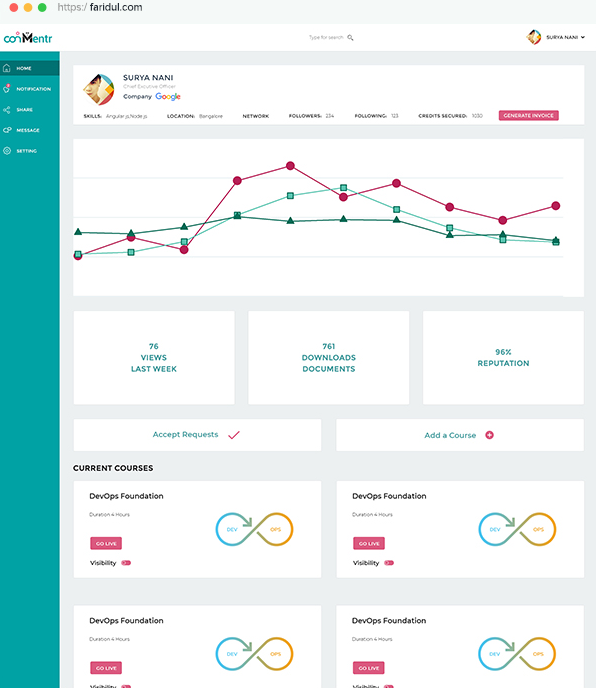 https:/ faridul.com
conMentr
Type for search
SURYA NANI
HOME
NOTIFICATION
SHARE
MESSAGE
SETTING
SURYA NANI
Chief Excutive Officer
Company Google
SKILLS: Angular.js,Node.js LOCATION: Bangalore NETWORK FOLLOWERS: 234 FOLLOWING: 123 CREDITS SECURED: 1030 GENERATE INVOICE
76
VIEWS
LAST WEEK
761
DOWNLOADS
DOCUMENTS
96%
REPUTATION
Accept Requests
Add a Course
CURRENT COURSES
DevOps Foundation
Duration 4 Hours
DEV OPS
GO LIVE
Visibility
DevOps Foundation
Duration 4 Hours
DEV OPS
GO LIVE
Visibility
DevOps Foundation
Duration 4 Hours
DEV OPS
GO LIVE
Visibility
DevOps Foundation
Duration 4 Hours
DEV OPS
GO LIVE
Visibility